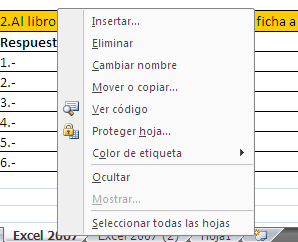 2.Al libro ficha a
Respuest
1.-
2.-
3.-
4.-
5.-
6.-
Insertar...
Eliminar
Cambiar nombre
Mover o copiar...
Ver código
Proteger hoja...
Color de etiqueta
Ocultar
Mostrar...
Seleccionar todas las hojas
Excel 2007 Excel 2007 (2) Hoja1